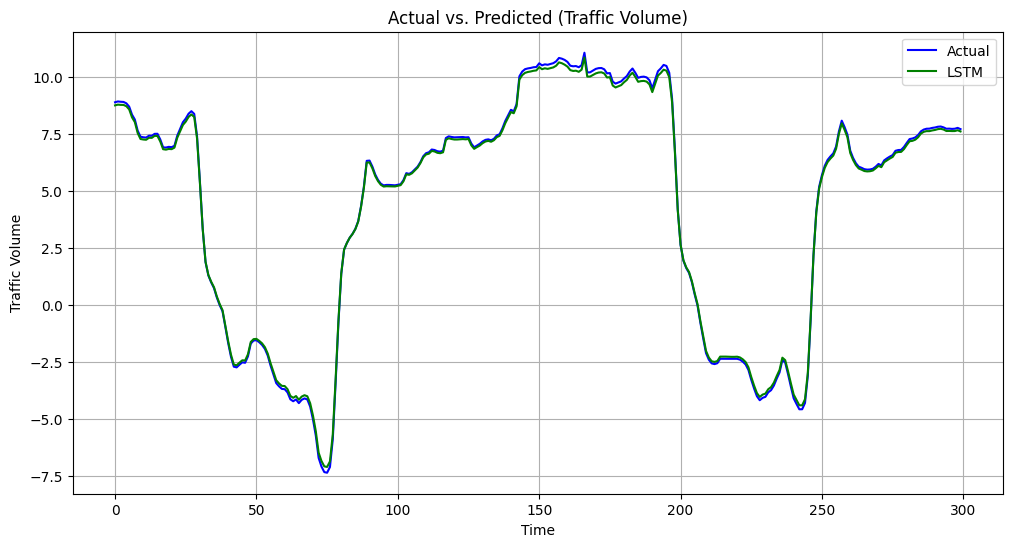 Actual vs. Predicted (Traffic Volume)
Actual
LSTM
10.0
7.5
5.0
2.5
0.0
−2.5
−5.0
−7.5
Traffic Volume
0 50 100 150 200 250 300
Time